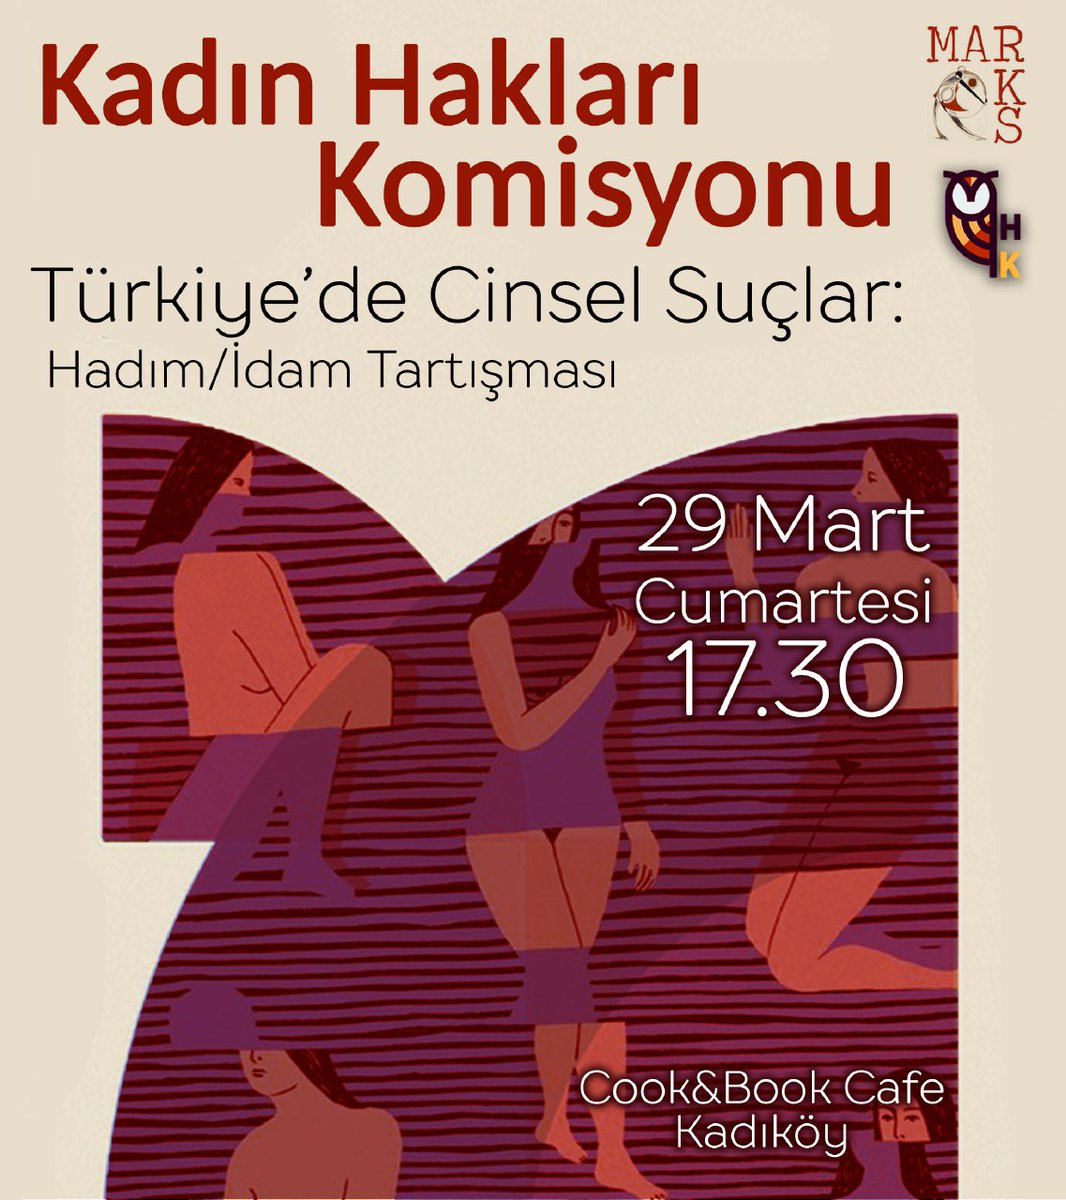 Kadın Hakları
Komisyonu
MAR
K
S
H
K
Türkiye’de Cinsel Suçlar:
Hadım/İdam Tartışması
29 Mart
Cumartesi
17.30
Cook&Book Cafe
Kadıköy